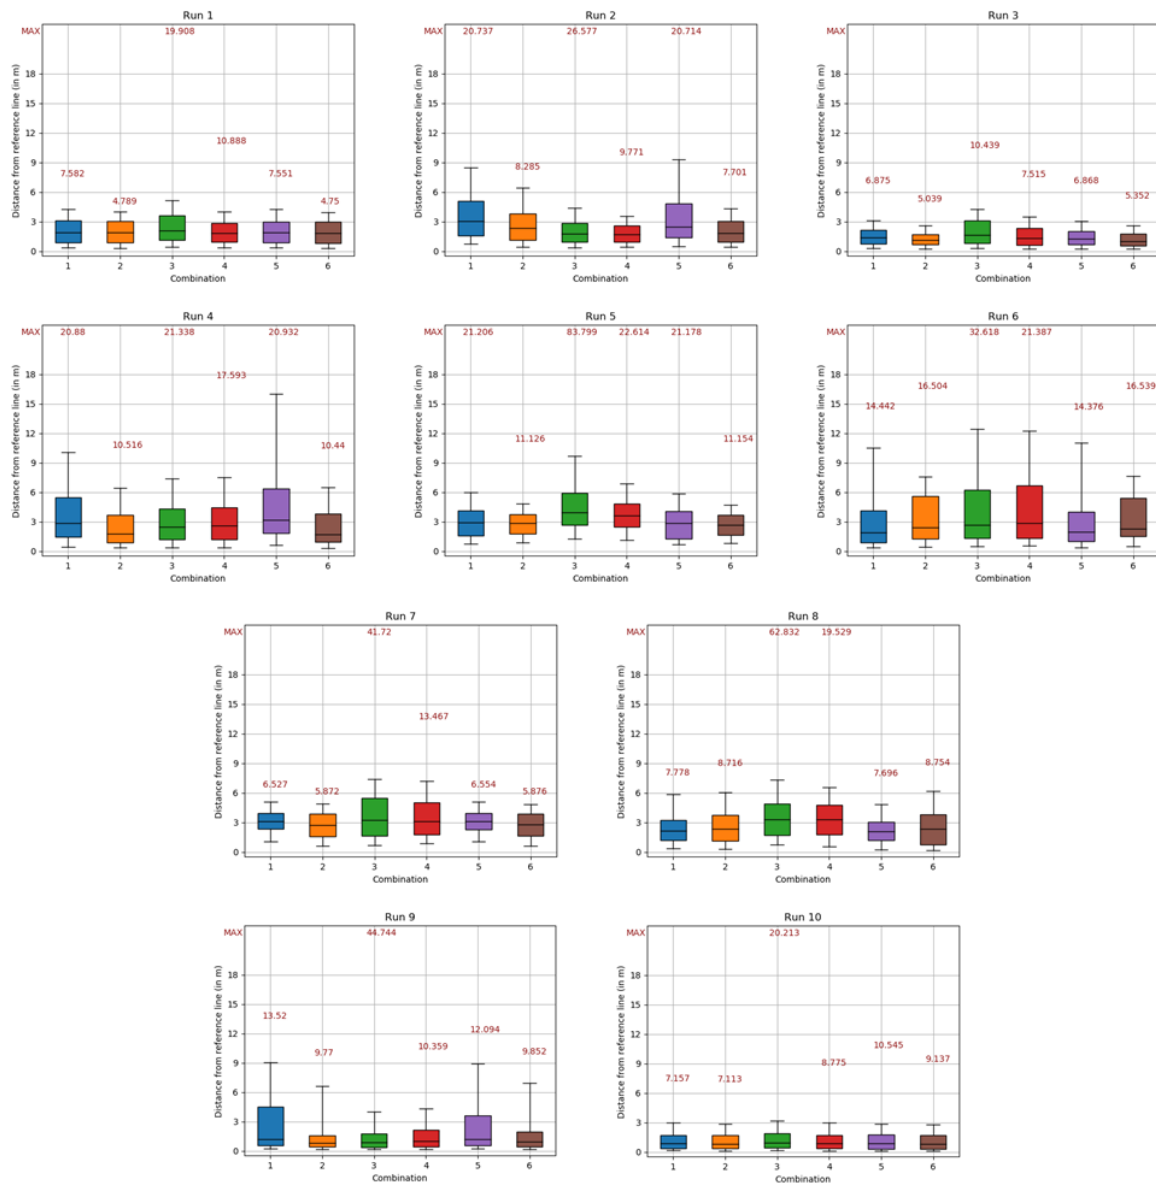 Run 1
MAX
19.908
18
15
12
10.888
9
7.582
7.551
6
4.789
4.75
3
0
1 2 3 4 5 6
Combination
Distance from reference line (in m)
Run 2
MAX
20.737 26.577 20.714
18
15
12
9.771
9
8.285
7.701
6
3
0
1 2 3 4 5 6
Combination
Distance from reference line (in m)
Run 3
MAX
18
15
12
10.439
9
7.515
6.875
6.868
6
5.352
5.039
3
0
1 2 3 4 5 6
Combination
Distance from reference line (in m)
Run 4
MAX
20.88 21.338 20.932
18
17.593
15
12
10.516
10.44
9
6
3
0
1 2 3 4 5 6
Combination
Distance from reference line (in m)
Run 5
MAX
21.206 83.799 22.614 21.178
18
15
12
11.126
11.154
9
6
3
0
1 2 3 4 5 6
Combination
Distance from reference line (in m)
Run 6
MAX
32.618 21.387
18
16.504
16.539
15
14.442
14.376
12
9
6
3
0
1 2 3 4 5 6
Combination
Distance from reference line (in m)
Run 7
MAX
41.72
18
15
13.467
12
9
6.527
6.554
6
5.872
5.876
3
0
1 2 3 4 5 6
Combination
Distance from reference line (in m)
Run 8
MAX
62.832 19.529
18
15
12
9
8.716
8.754
7.778
7.696
6
3
0
1 2 3 4 5 6
Combination
Distance from reference line (in m)
Run 9
MAX
44.744
18
15
13.52
12.094
12
10.359
9.77
9.852
9
6
3
0
1 2 3 4 5 6
Combination
Distance from reference line (in m)
Run 10
MAX
20.213
18
15
12
10.545
9.137
9
8.775
7.157
7.113
6
3
0
1 2 3 4 5 6
Combination
Distance from reference line (in m)